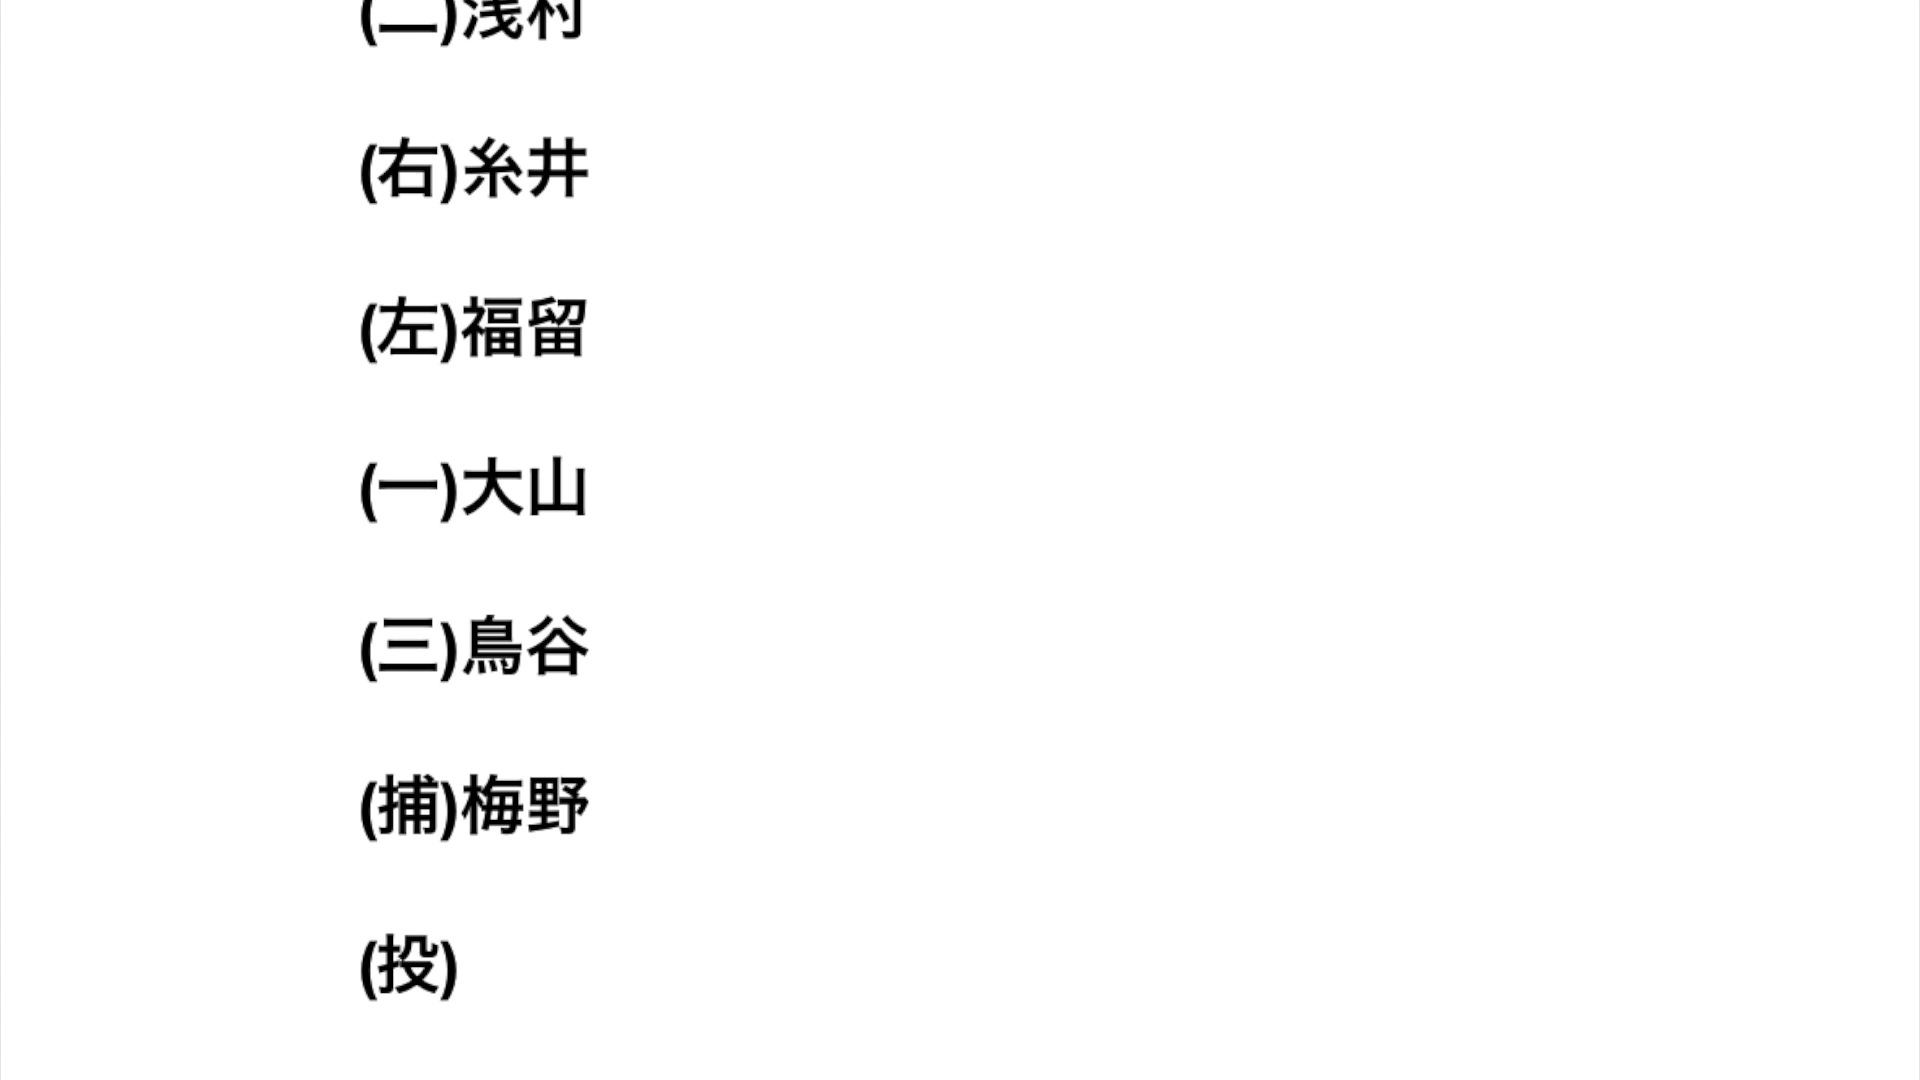 (二)浅村
(右)糸井
(左)福留
(一)大山
(三)鳥谷
(捕)梅野
(投)